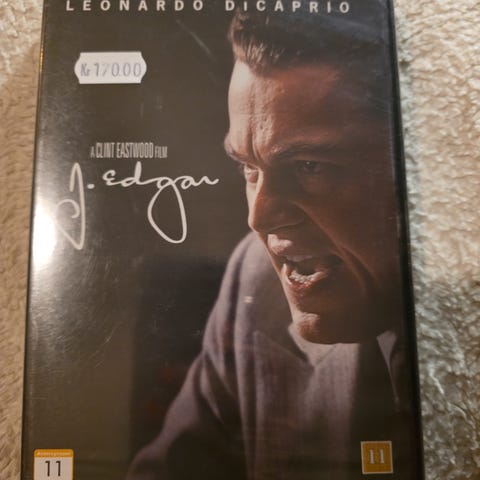 LEONARDO DICAPRIO
Kr 170.00
A CLINT EASTWOOD FILM
J. Edgar
11
11